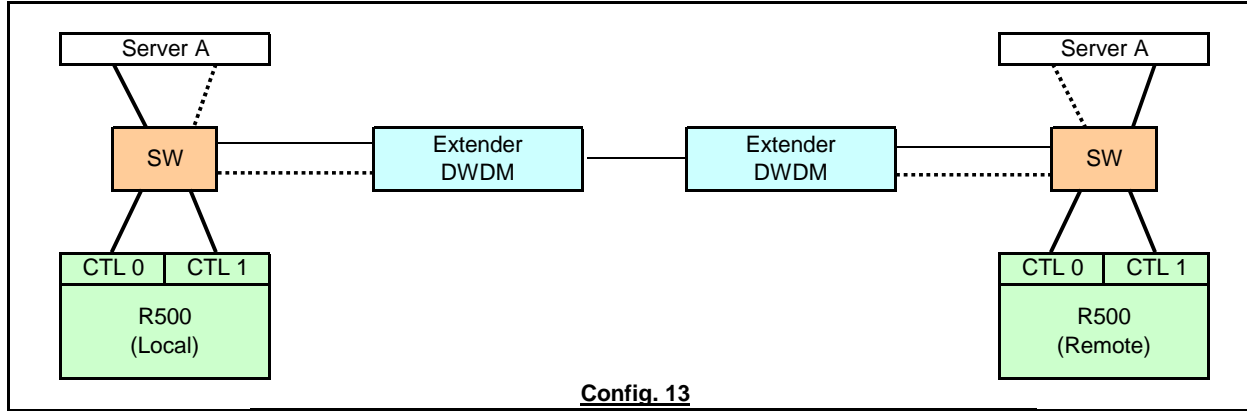 Server A
Server A
SW
Extender
DWDM
Extender
DWDM
SW
CTL 0
CTL 1
CTL 0
CTL 1
R500
(Local)
R500
(Remote)
Config. 13